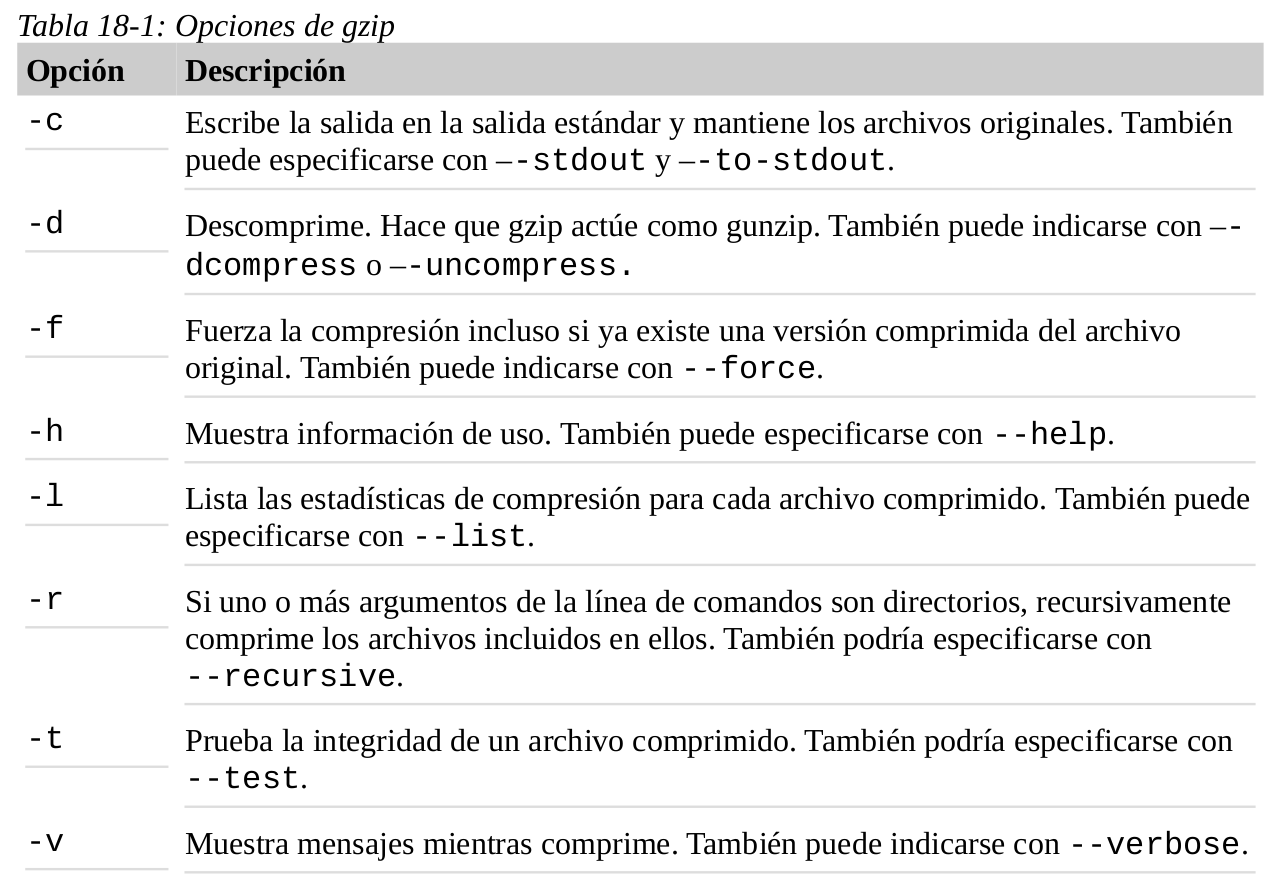 Tabla 18-1: Opciones de gzip
Opción Descripción
-c Escribe la salida en la salida estándar y mantiene los archivos originales. También
puede especificarse con –-stdout y –-to-stdout.
-d Descomprime. Hace que gzip actúe como gunzip. También puede indicarse con –-
dcompress o –-uncompress.
-f Fuerza la compresión incluso si ya existe una versión comprimida del archivo
original. También puede indicarse con --force.
-h Muestra información de uso. También puede especificarse con --help.
-l Lista las estadísticas de compresión para cada archivo comprimido. También puede
especificarse con --list.
-r Si uno o más argumentos de la línea de comandos son directorios, recursivamente
comprime los archivos incluidos en ellos. También podría especificarse con
--recursive.
-t Prueba la integridad de un archivo comprimido. También podría especificarse con
--test.
-v Muestra mensajes mientras comprime. También puede indicarse con --verbose.